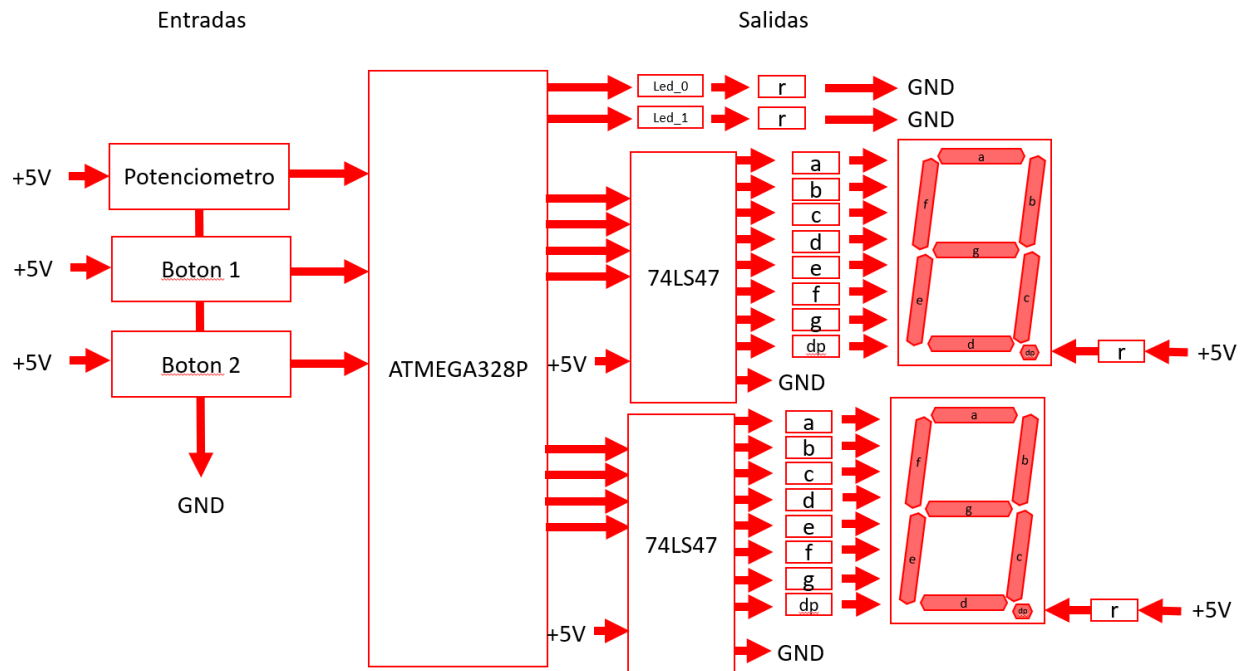 Entradas
Salidas
+5V
Potenciometro
+5V
Boton 1
+5V
Boton 2
GND
ATMEGA328P
Led_0
r
GND
Led_1
r
GND
74LS47
+5V
GND
a
b
c
d
e
f
g
dp
a
b
c
d
e
f
g
dp
r
+5V
74LS47
+5V
GND
a
b
c
d
e
f
g
dp
a
b
c
d
e
f
g
dp
r
+5V